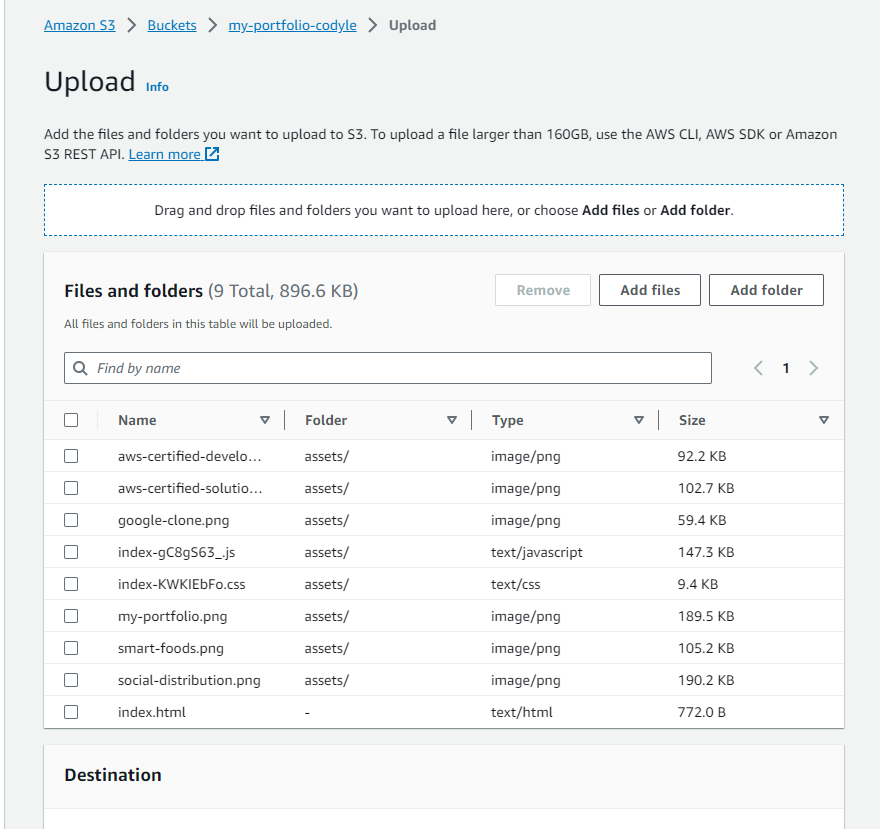 Amazon S3 > Buckets > my-portfolio-codyle > Upload
Upload Info
Add the files and folders you want to upload to S3. To upload a file larger than 160GB, use the AWS CLI, AWS SDK or Amazon
S3 REST API. Learn more
Drag and drop files and folders you want to upload here, or choose Add files or Add folder.
Files and folders (9 Total, 896.6 KB) Remove Add files Add folder
All files and folders in this table will be uploaded.
Find by name 1
Name Folder Type Size
aws-certified-develo... assets/ image/png 92.2 KB
aws-certified-solutio... assets/ image/png 102.7 KB
google-clone.png assets/ image/png 59.4 KB
index-gC8gS63_.js assets/ text/javascript 147.3 KB
index-KWKIEbFo.css assets/ text/css 9.4 KB
my-portfolio.png assets/ image/png 189.5 KB
smart-foods.png assets/ image/png 105.2 KB
social-distribution.png assets/ image/png 190.2 KB
index.html - text/html 772.0 B
Destination